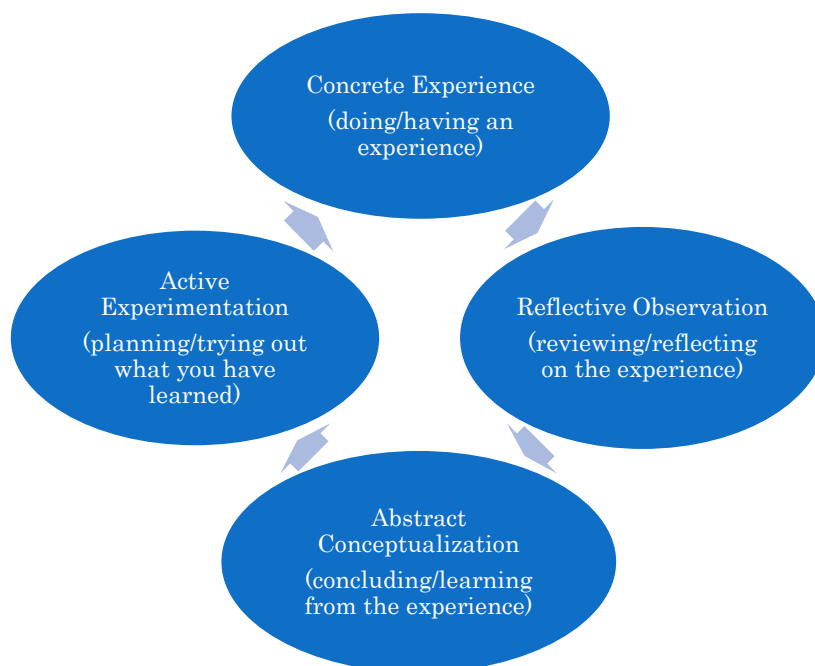 Concrete Experience
(doing/having an
experience)
Active
Experimentation
(planning/trying out
what you have
learned)
Reflective Observation
(reviewing/reflecting
on the experience)
Abstract
Conceptualization
(concluding/learning
from the experience)